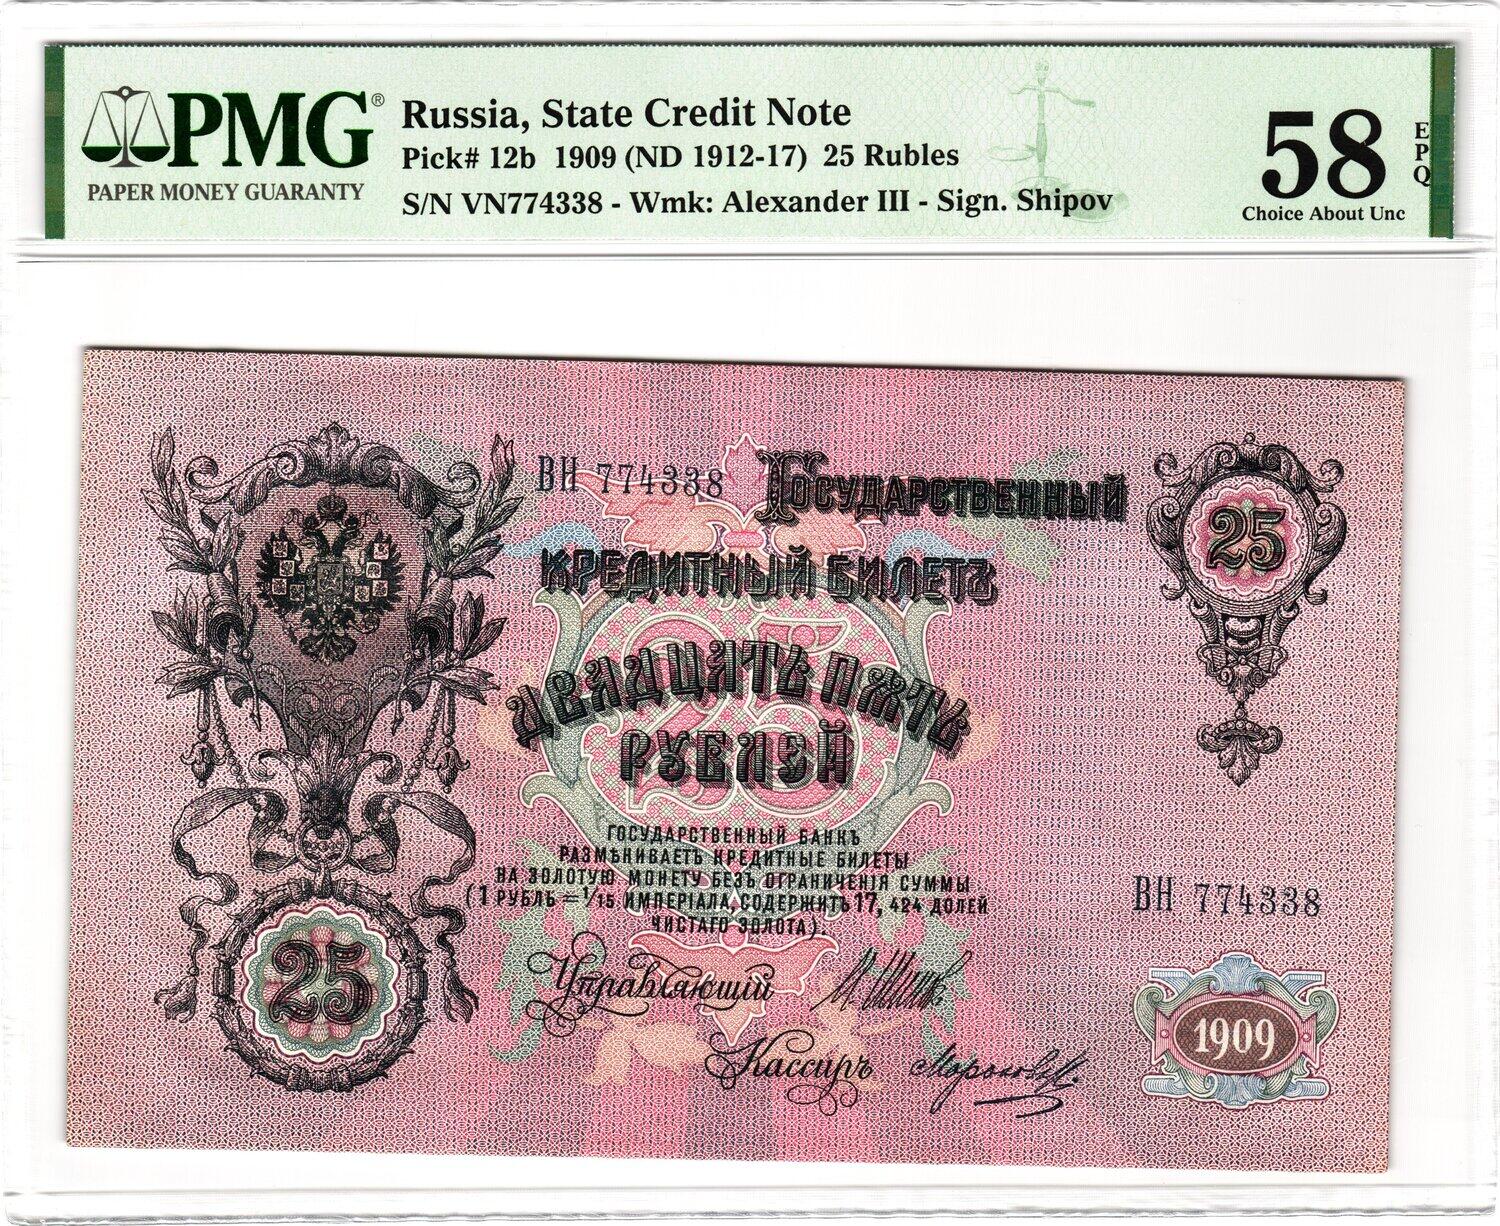 PMG®
PAPER MONEY GUARANTY
Russia, State Credit Note
Pick# 12b 1909 (ND 1912-17) 25 Rubles
S/N VN774338 - Wmk: Alexander III - Sign. Shipov
58
EPQ
Choice About Unc
ВН 774338
ГОСУДАРСТВЕННЫЙ
КРЕДИТНЫЙ БИЛЕТЪ
25
25
ДВАДЦАТЬ ПѦТЬ
РУБЛЕЙ
ГОСУДАРСТВЕННЫЙ БАНКЪ
РАЗМѢНИВАЕТЪ КРЕДИТНЫЕ БИЛЕТЫ
НА ЗОЛОТУЮ МОНЕТУ БЕЗЪ ОГРАНИЧЕНІЯ СУММЫ
(1 РУБЛЬ = 1/15 ИМПЕРІАЛА, СОДЕРЖИТЪ 17, 424 ДОЛЕЙ
ЧИСТАГО ЗОЛОТА).
ВН 774338
25
Управляющій
Кассиръ
1909